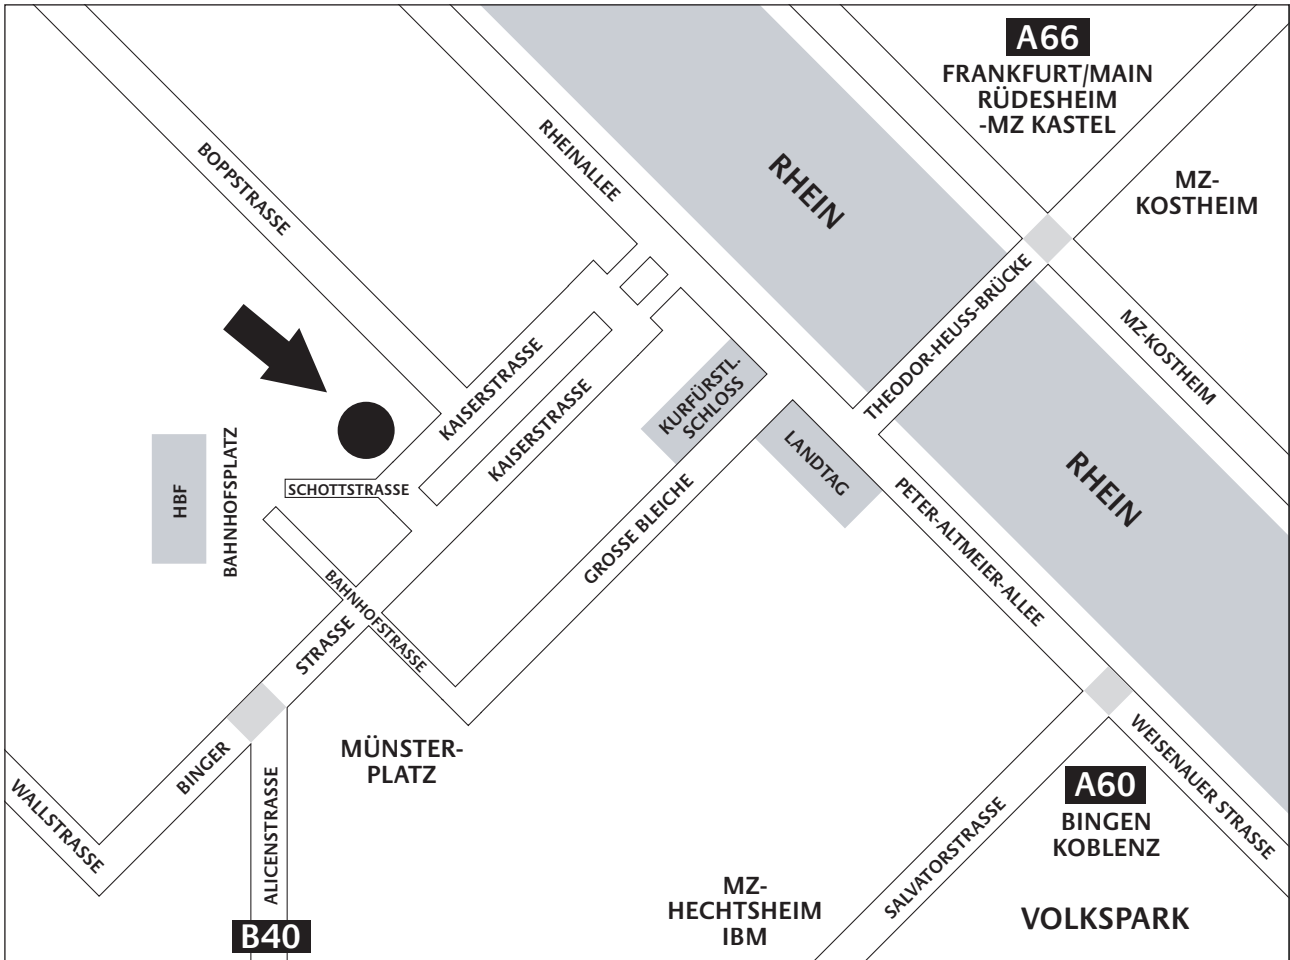 A66
FRANKFURT/MAIN
RÜDESHEIM
-MZ KASTEL
RHEINALLEE
BOPPSTRASSE
RHEIN
MZ-
KOSTHEIM
THEODOR-HEUSS-BRÜCKE
MZ-KOSTHEIM
KAISERSTRASSE
KAISERSTRASSE
KURFÜRSTL.
SCHLOSS
LANDTAG
HBF
BAHNHOFSPLATZ
SCHOTTSTRASSE
GROSSE BLEICHE
RHEIN
PETER-ALTMEIER-ALLEE
BAHNHOFSTRASSE
BINGER
STRASSE
MÜNSTER-
PLATZ
WALLSTRASSE
ALICENSTRASSE
B40
WEISENAUER STRASSE
A60
BINGEN
KOBLENZ
SALVATORSTRASSE
MZ-
HECHTSHEIM
IBM
VOLKSPARK